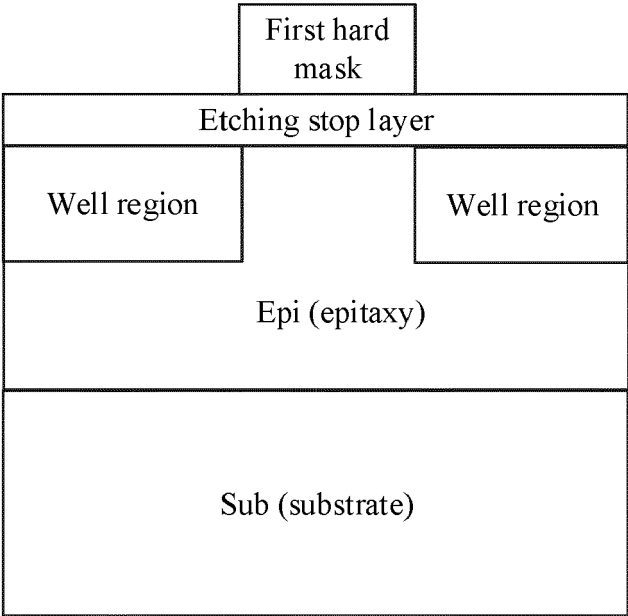 First hard
mask
Etching stop layer
Well region
Well region
Epi (epitaxy)
Sub (substrate)